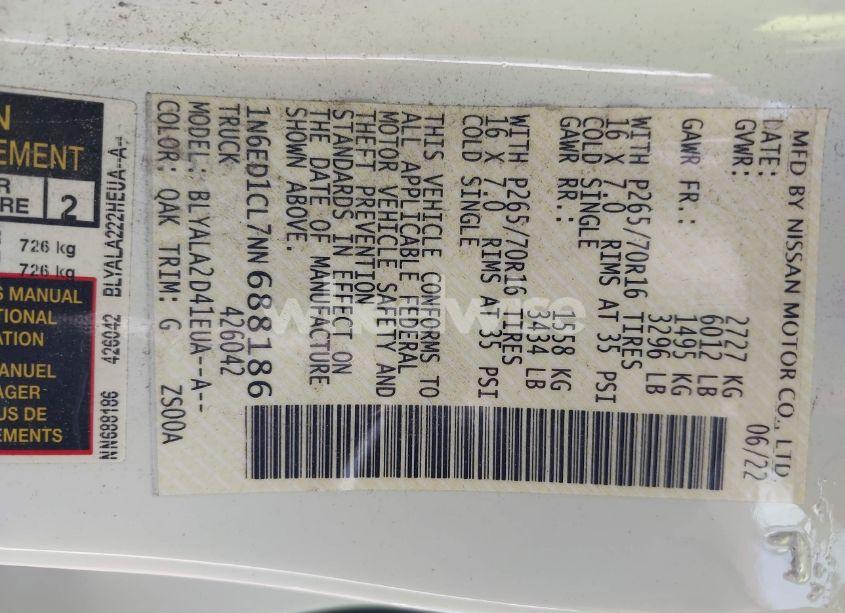 MFD BY NISSAN MOTOR CO., LTD
DATE: 06/22
GVWR: 2727 KG
6012 LB
GAWR FR: 1495 KG
3296 LB
WITH P265/70R16 TIRES
16 X 7.0 RIMS AT 35 PSI
COLD SINGLE
GAWR RR: 1558 KG
3434 LB
WITH P265/70R16 TIRES
16 X 7.0 RIMS AT 35 PSI
COLD SINGLE
THIS VEHICLE CONFORMS TO
ALL APPLICABLE FEDERAL
MOTOR VEHICLE SAFETY AND
THEFT PREVENTION
STANDARDS IN EFFECT ON
THE DATE OF MANUFACTURE
SHOWN ABOVE.
1N6ED1CL7NN688186
TRUCK 426042
MODEL: BLYALA2D41EUA--A--
COLOR: QAK TRIM: G ZS00A
NN688186 426042 BLYALA222HEUA-A-
N
EMENT
R
RE 2
726 kg
726 kg
S MANUAL
TIONAL
ATION
ANUEL
AGER-
US DE
EMENTS